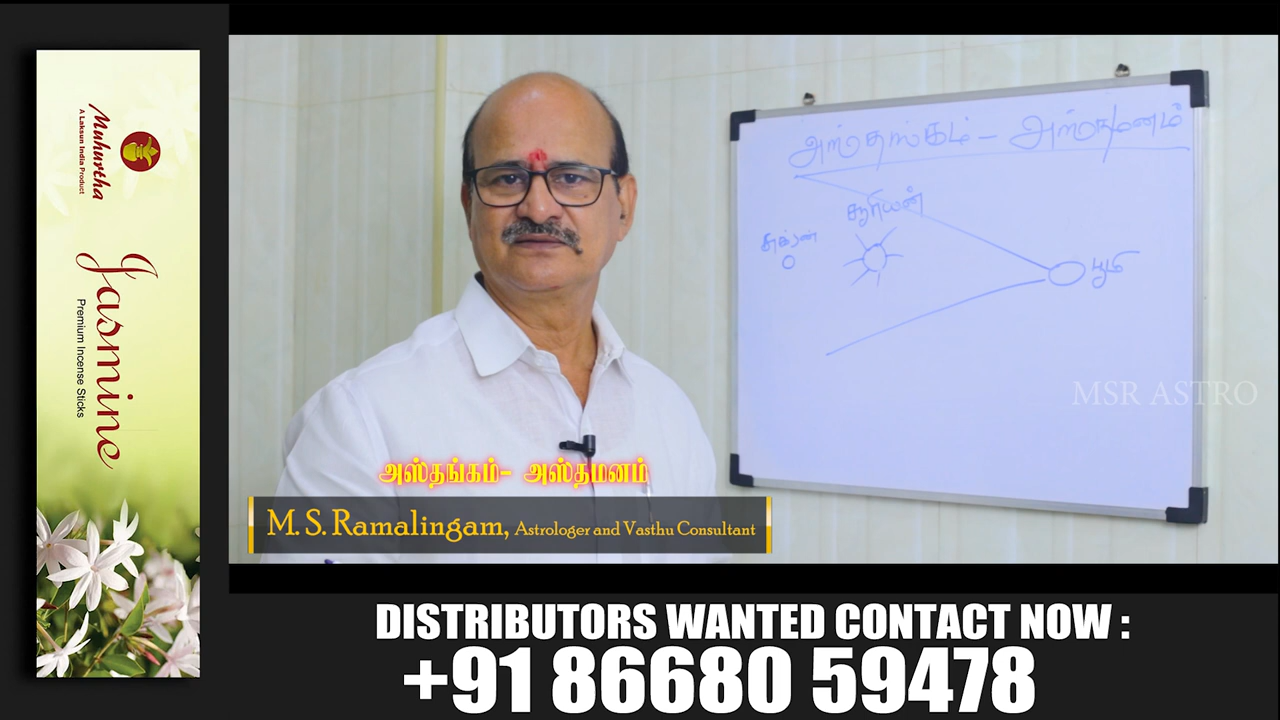 Muhurtha
A Laksun India Product
Jasmine
Premium Incense Sticks
அஸ்தங்கம் - அஸ்தமனம்
சூரியன்
சுக்ரன்
பூமி
MSR ASTRO
அஸ்தங்கம்- அஸ்தமனம்
M. S. Ramalingam, Astrologer and Vasthu Consultant
DISTRIBUTORS WANTED CONTACT NOW :
+91 86680 59478